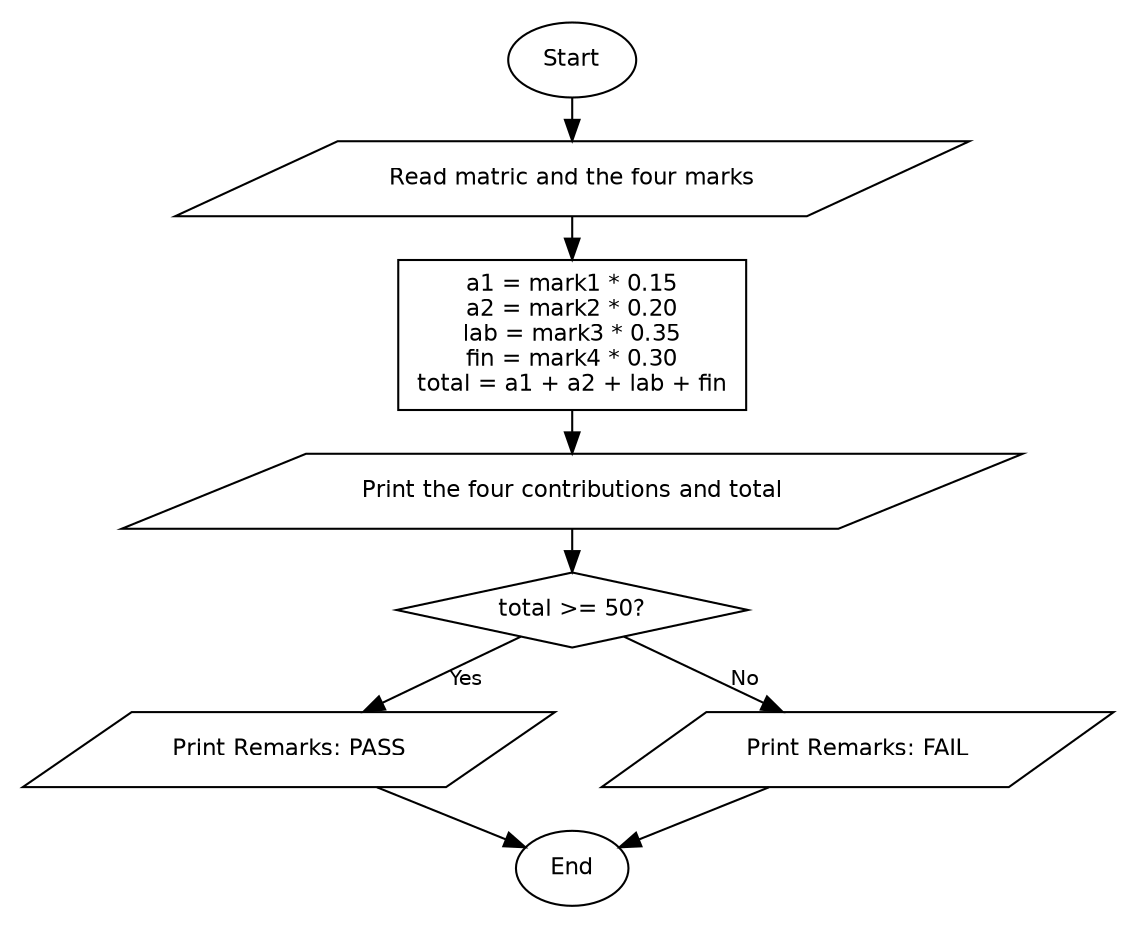 Start
Read matric and the four marks
a1 = mark1 * 0.15
a2 = mark2 * 0.20
lab = mark3 * 0.35
fin = mark4 * 0.30
total = a1 + a2 + lab + fin
Print the four contributions and total
total >= 50?
Yes
No
Print Remarks: PASS
Print Remarks: FAIL
End